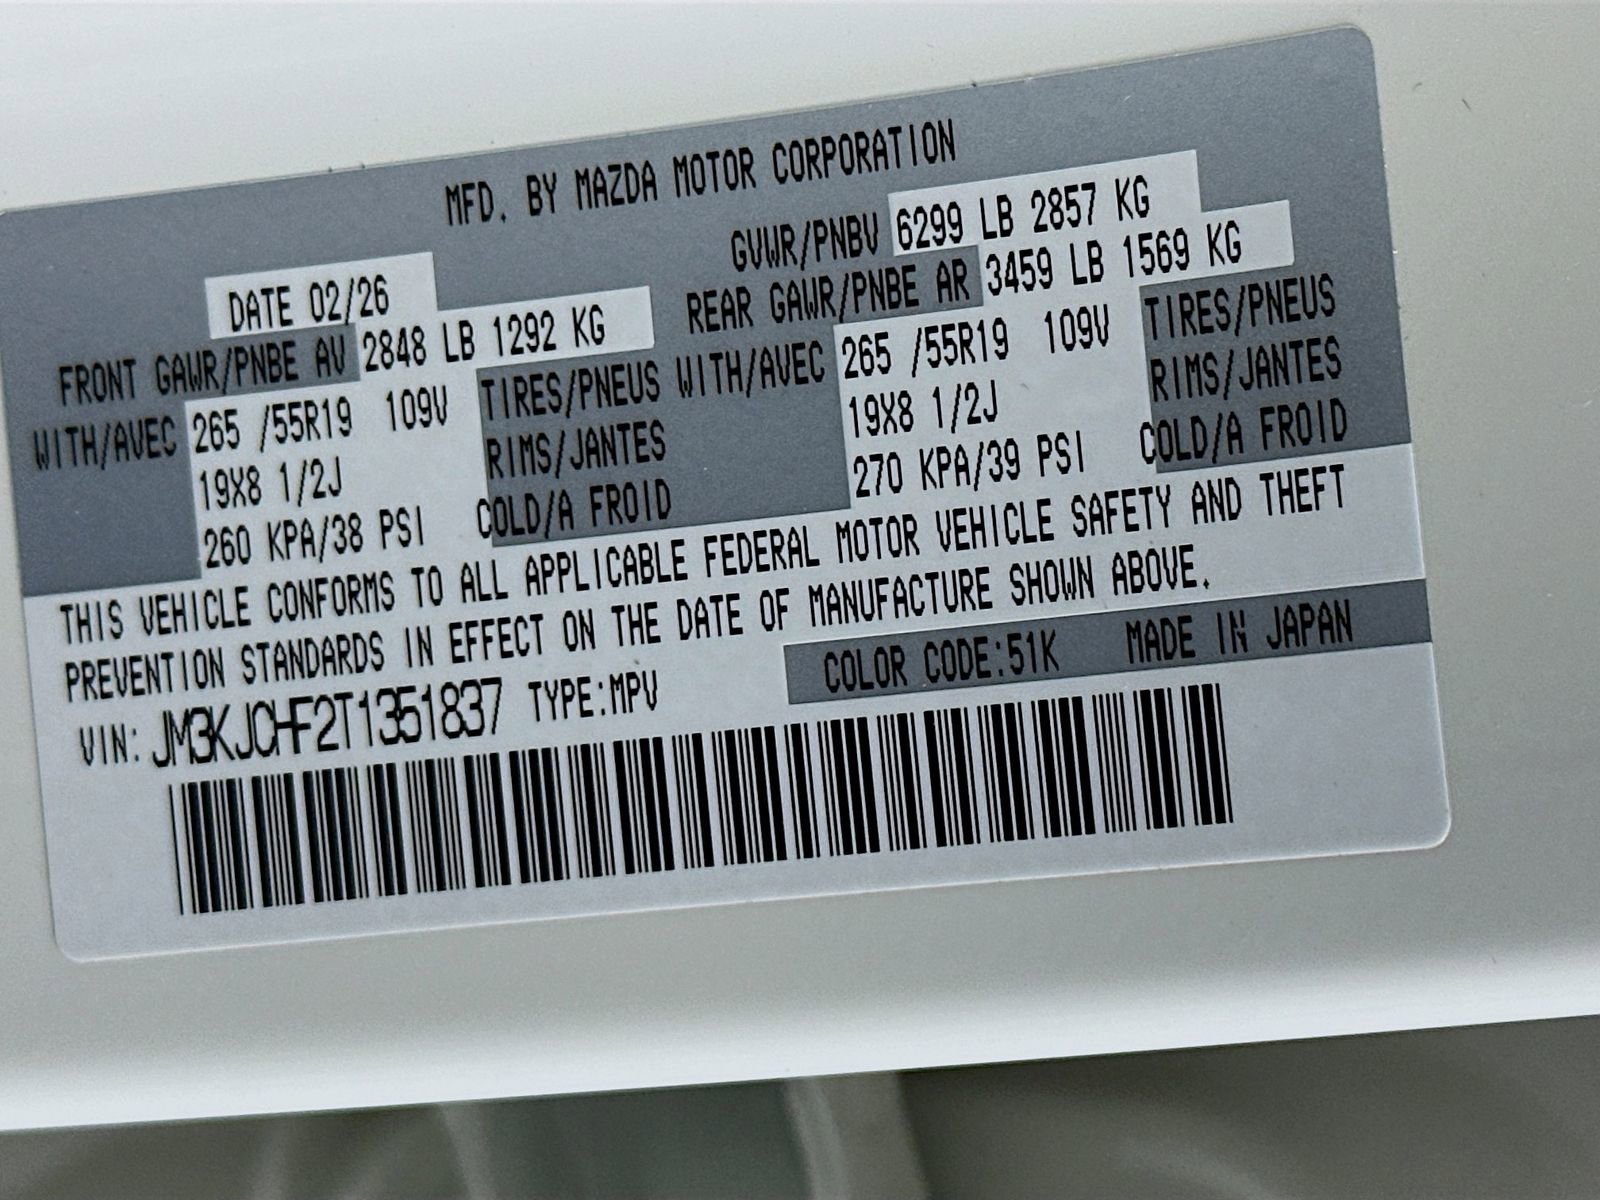 MFD. BY MAZDA MOTOR CORPORATION
DATE 02/26 GVWR/PNBV 6299 LB 2857 KG
FRONT GAWR/PNBE AV 2848 LB 1292 KG REAR GAWR/PNBE AR 3459 LB 1569 KG
WITH/AVEC 265 /55R19 109V TIRES/PNEUS WITH/AVEC 265 /55R19 109V TIRES/PNEUS
19X8 1/2J RIMS/JANTES 19X8 1/2J RIMS/JANTES
260 KPA/38 PSI COLD/A FROID 270 KPA/39 PSI COLD/A FROID
THIS VEHICLE CONFORMS TO ALL APPLICABLE FEDERAL MOTOR VEHICLE SAFETY AND THEFT
PREVENTION STANDARDS IN EFFECT ON THE DATE OF MANUFACTURE SHOWN ABOVE.
VIN: JM3KJCHF2T1351837 TYPE:MPV COLOR CODE:51K MADE IN JAPAN